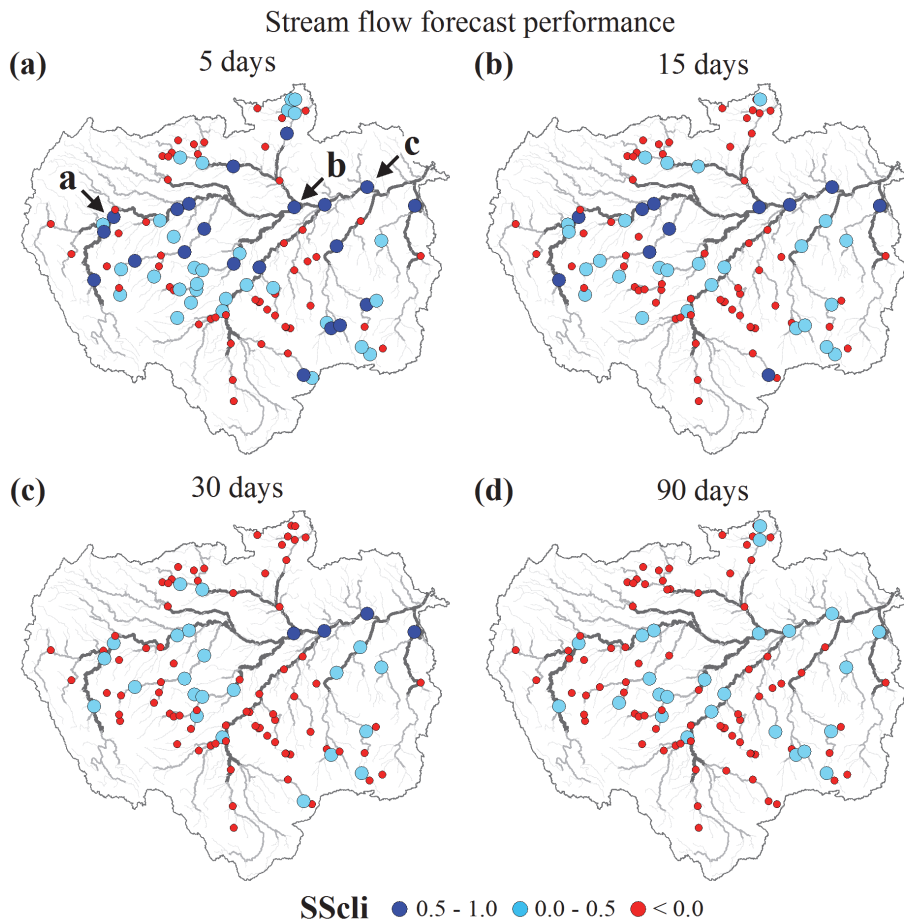 Stream flow forecast performance
(a) 5 days
(b) 15 days
a
b
c
(c) 30 days
(d) 90 days
SScli 0.5 - 1.0 0.0 - 0.5 < 0.0